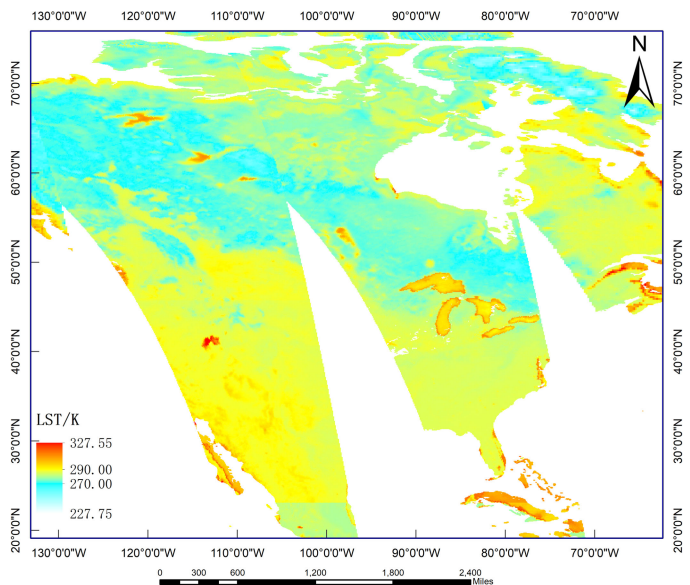 130°0'0"W 120°0'0"W 110°0'0"W 100°0'0"W 90°0'0"W 80°0'0"W 70°0'0"W
N
70°0'0"N 70°0'0"N
60°0'0"N 60°0'0"N
50°0'0"N 50°0'0"N
40°0'0"N 40°0'0"N
30°0'0"N 30°0'0"N
20°0'0"N 20°0'0"N
LST/K
327.55
290.00
270.00
227.75
130°0'0"W 120°0'0"W 110°0'0"W 100°0'0"W 90°0'0"W 80°0'0"W 70°0'0"W
0 300 600 1,200 1,800 2,400
Miles